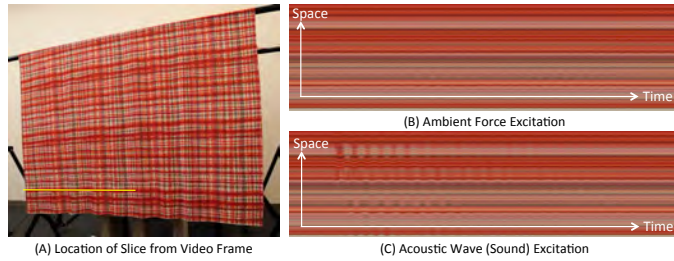 Space
Time
(B) Ambient Force Excitation
Space
Time
(A) Location of Slice from Video Frame
(C) Acoustic Wave (Sound) Excitation